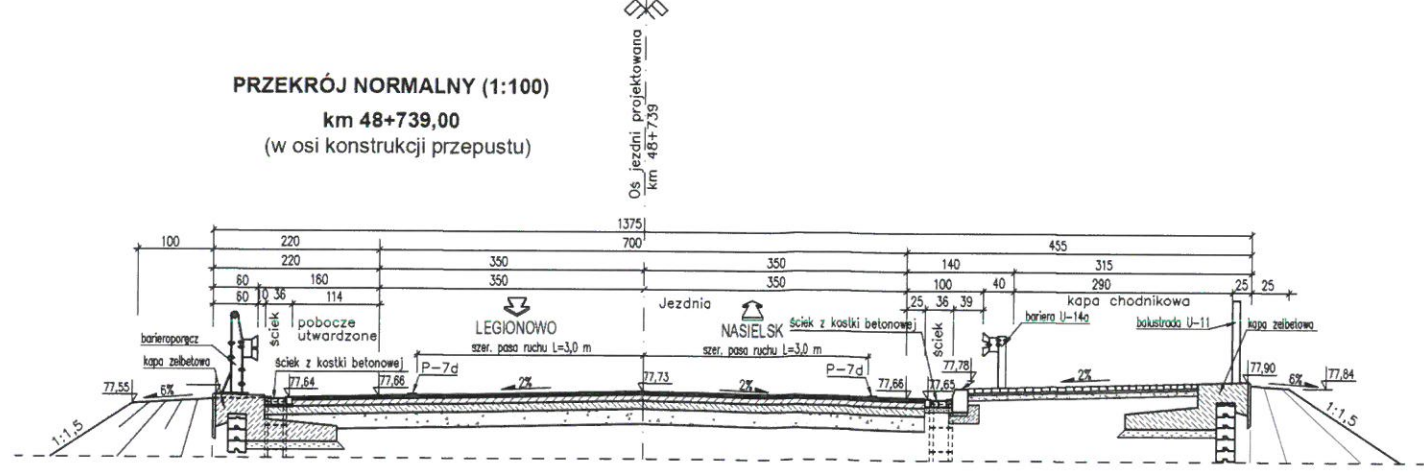 PRZEKRÓJ NORMALNY (1:100)
km 48+739,00
(w osi konstrukcji przepustu)
Oś jezdni projektowana
km 48+739
1375
100
220
700
455
220
350
350
140
315
60
160
350
350
100
40
290
25
25
60
10
36
114
25
36
39
Jezdnia
kapa chodnikowa
ściek
pobocze
utwardzone
LEGIONOWO
NASIELSK
ściek z kostki betonowej
ściek
bariera U-14a
balustrada U-11
kapa żelbetowa
barieroporęcz
kapa żelbetowa
ściek z kostki betonowej
szer. pasa ruchu L=3,0 m
szer. pasa ruchu L=3,0 m
P-7d
P-7d
77,55
6%
77,64
77,66
2%
77,73
2%
77,66
77,65
77,78
2%
77,90
6%
77,84
1:1,5
1:1,5